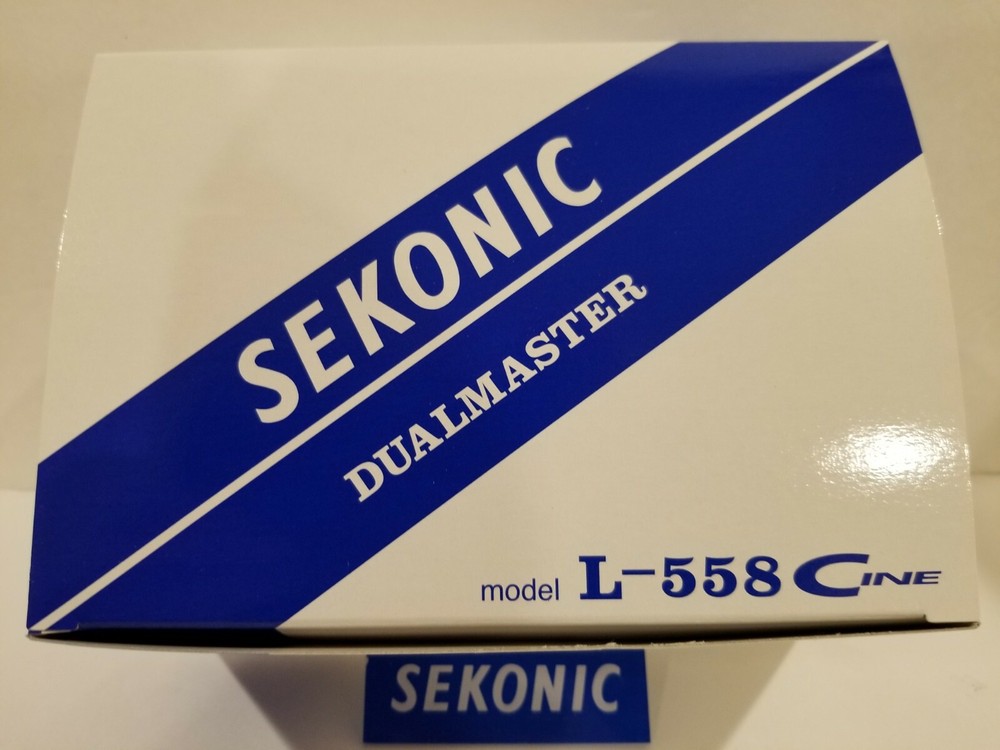 SEKONIC
DUALMASTER
model L-558 CINE
SEKONIC